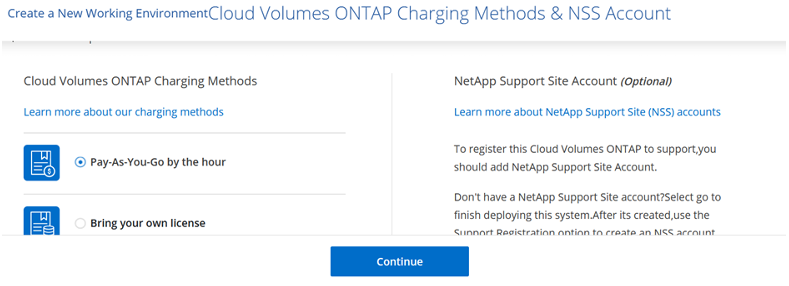 Create a New Working Environment Cloud Volumes ONTAP Charging Methods & NSS Account
Cloud Volumes ONTAP Charging Methods
Learn more about our charging methods
Pay-As-You-Go by the hour
Bring your own license
NetApp Support Site Account (Optional)
Learn more about NetApp Support Site (NSS) accounts
To register this Cloud Volumes ONTAP to support,you
should add NetApp Support Site Account.
Don't have a NetApp Support Site account?Select go to
finish deploying this system.After its created,use the
Support Registration option to create an NSS account
Continue